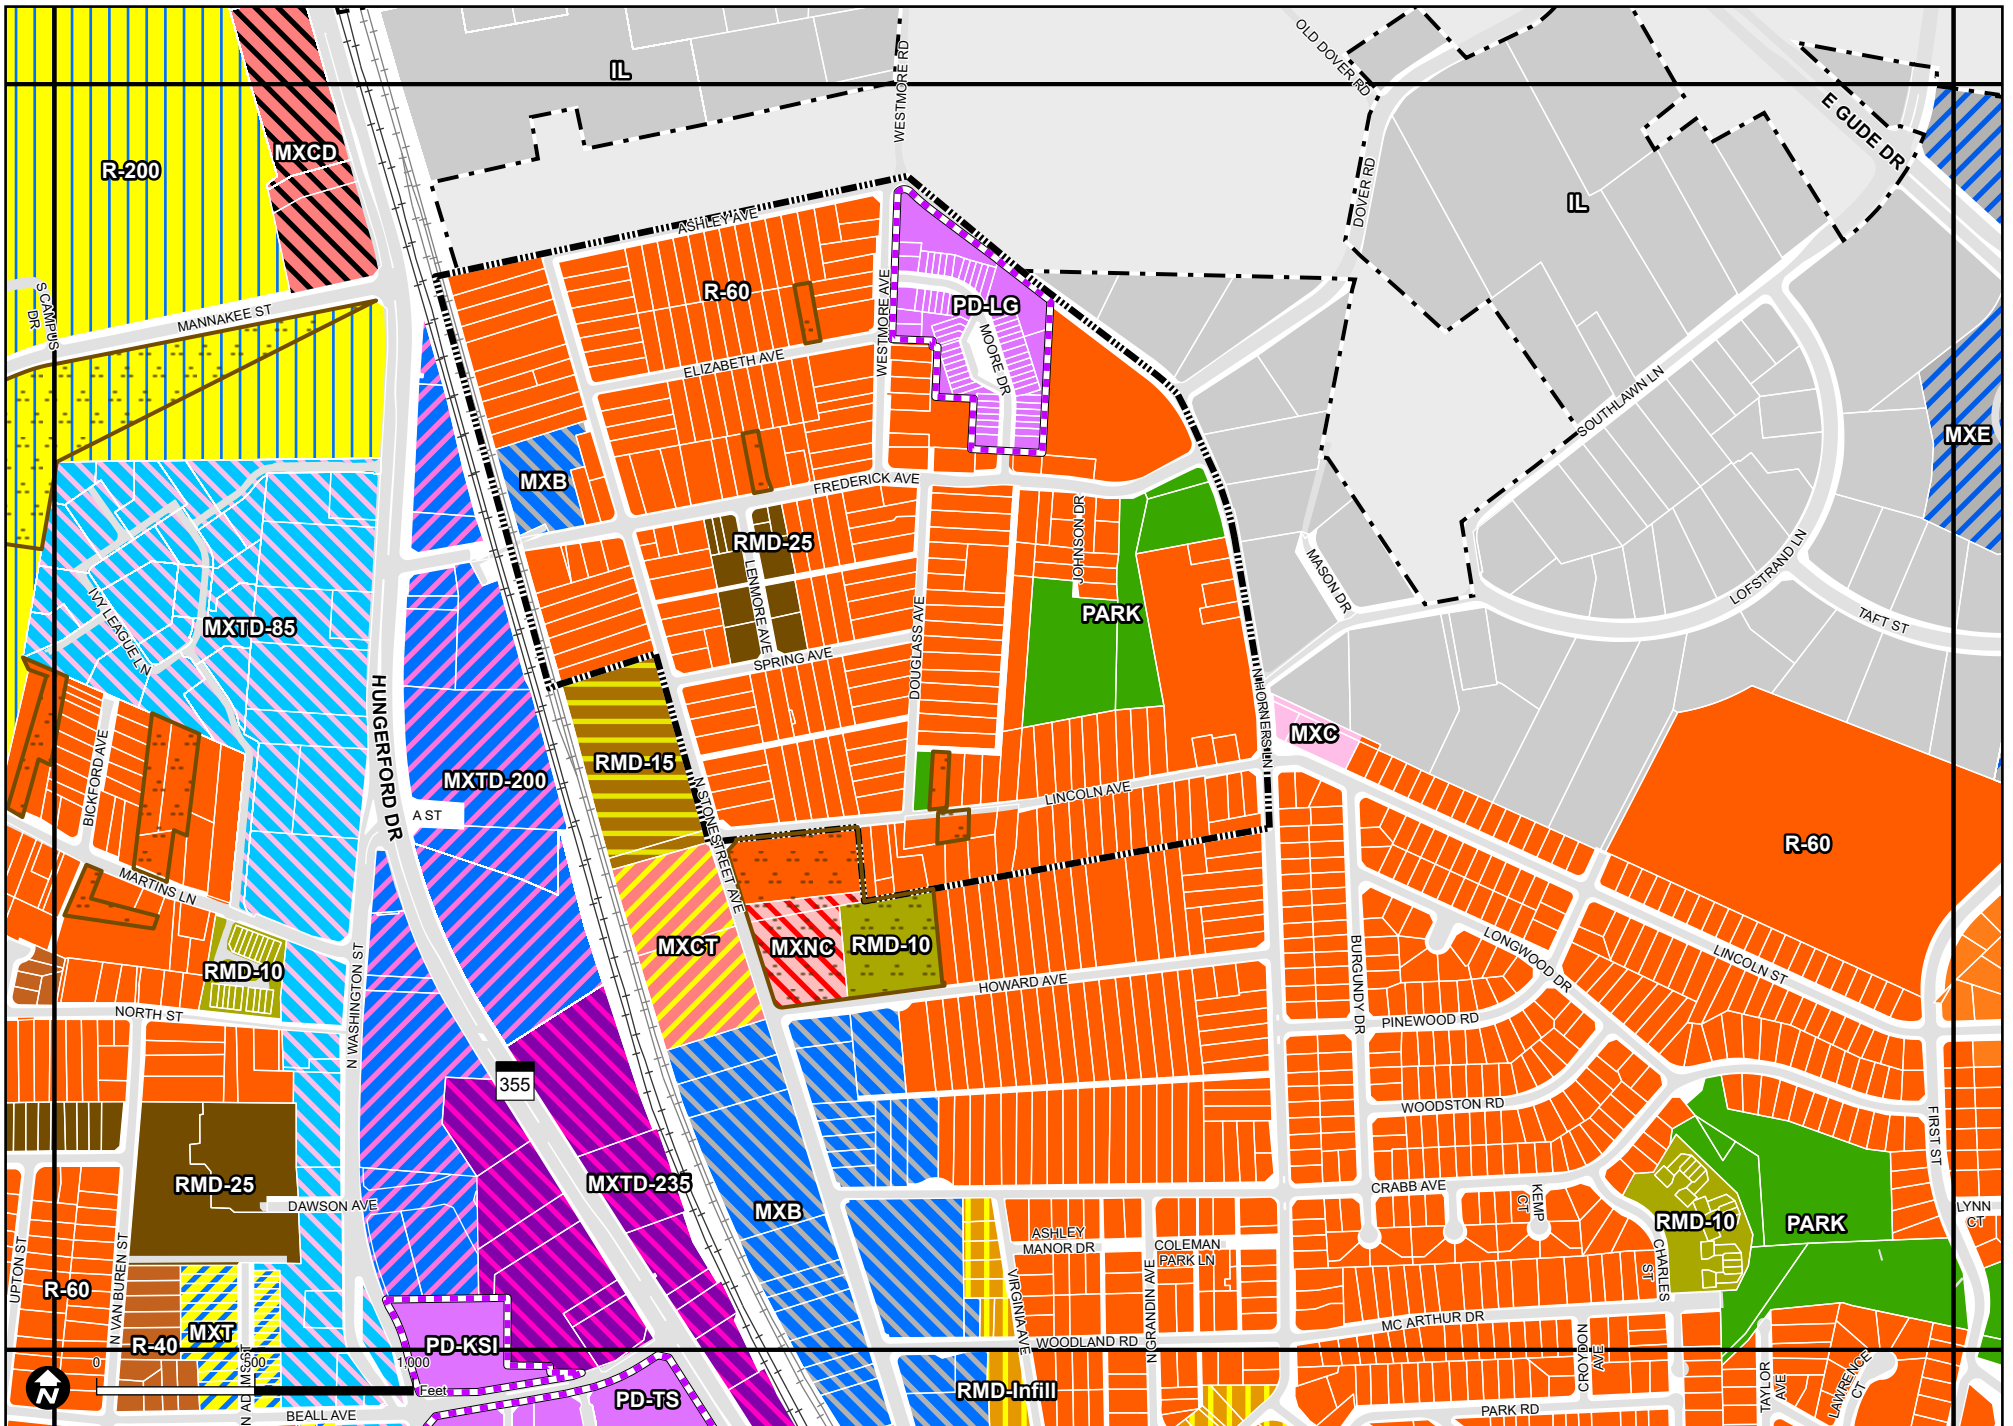 IL
WESTMORE RD
OLD DOVER RD
E GUDE DR
R-200
MXCD
DOVER RD
IL
ASHLEY AVE
S CAMPUS
DR
MANNAKEE ST
R-60
WESTMORE AVE
PD-LG
MOORE DR
ELIZABETH AVE
SOUTHLAWN LN
MXE
MXB
FREDERICK AVE
JOHNSON DR
RMD-25
LENMORE AVE
MASON DR
LOFSTRAND LN
TAFT ST
IVY LEAGUE LN
MXTD-85
DOUGLASS AVE
PARK
SPRING AVE
N HORNERS LN
HUNGERFORD DR
MXC
BICKFORD AVE
MXTD-200
RMD-15
N STONESTREET AVE
LINCOLN AVE
A ST
R-60
MARTINS LN
MXCT
MXNC
RMD-10
RMD-10
HOWARD AVE
BURGUNDY DR
LONGWOOD DR
LINCOLN ST
N WASHINGTON ST
NORTH ST
PINEWOOD RD
355
WOODSTON RD
FIRST ST
RMD-25
MXTD-235
DAWSON AVE
MXB
CRABB AVE
KEMP
CT
RMD-10
PARK
LYNN
CT
ASHLEY
MANOR DR
COLEMAN
PARK LN
CHARLES
ST
UPTON ST
R-60
N VAN BUREN ST
VIRGINIA AVE
N GRANDIN AVE
MC ARTHUR DR
R-40
MXT
PD-KSI
WOODLAND RD
CROYDON
AVE
TAYLOR
AVE
LAWRENCE
CT
N
0
500
1,000
Feet
N ADAMS ST
PD-TS
RMD-Infill
BEALL AVE
PARK RD